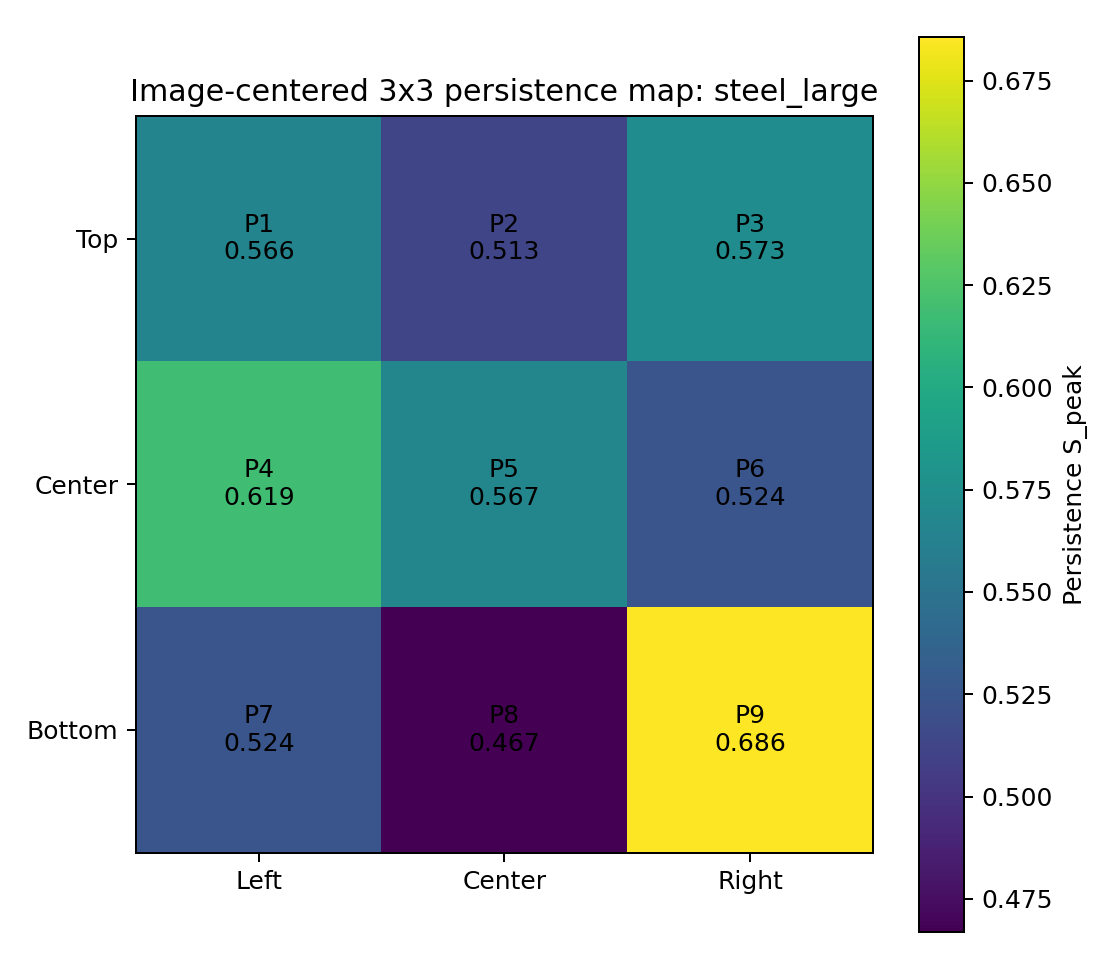 Image-centered 3x3 persistence map: steel_large
Top
P1
0.566
P2
0.513
P3
0.573
Center
P4
0.619
P5
0.567
P6
0.524
Bottom
P7
0.524
P8
0.467
P9
0.686
Left
Center
Right
0.675
0.650
0.625
0.600
0.575
0.550
0.525
0.500
0.475
Persistence S_peak